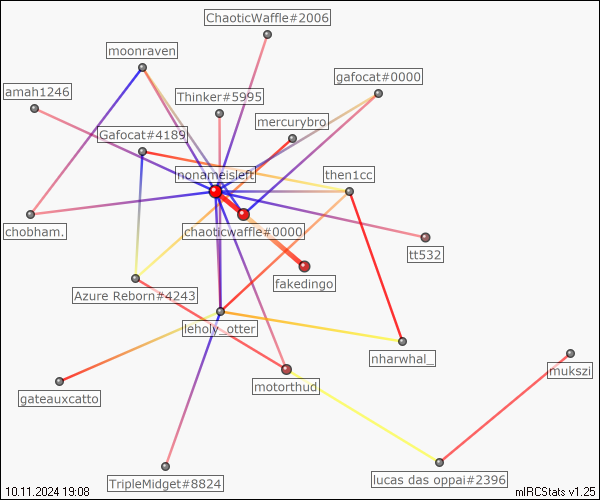 ChaoticWaffle#2006
moonraven
gafocat#0000
amah1246
Thinker#5995
mercurybro
Gafocat#4189
nonameisleft
then1cc
chobham.
chaoticwaffle#0000
tt532
fakedingo
Azure Reborn#4243
leholy_otter
nharwhal_
mukszi
motorthud
gateauxcatto
lucas das oppai#2396
TripleMidget#8824
10.11.2024 19:08
mIRCStats v1.25